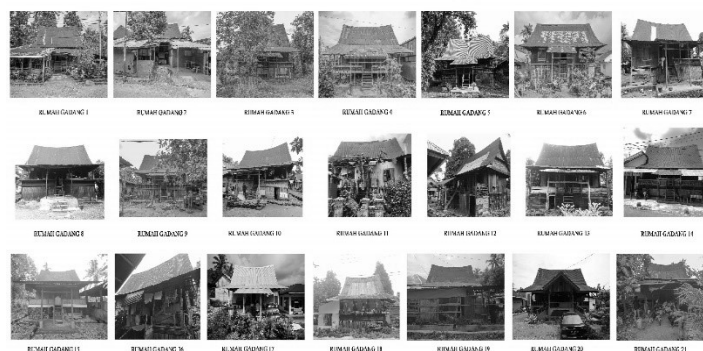 RUMAH GADANG 1
RUMAH GADANG 2
RUMAH GADANG 3
RUMAH GADANG 4
RUMAH GADANG 5
RUMAH GADANG 6
RUMAH GADANG 7
RUMAH GADANG 8
RUMAH GADANG 9
RUMAH GADANG 10
RUMAH GADANG 11
RUMAH GADANG 12
RUMAH GADANG 13
RUMAH GADANG 14
RUMAH GADANG 15
RUMAH GADANG 16
RUMAH GADANG 17
RUMAH GADANG 18
RUMAH GADANG 19
RUMAH GADANG 20
RUMAH GADANG 21